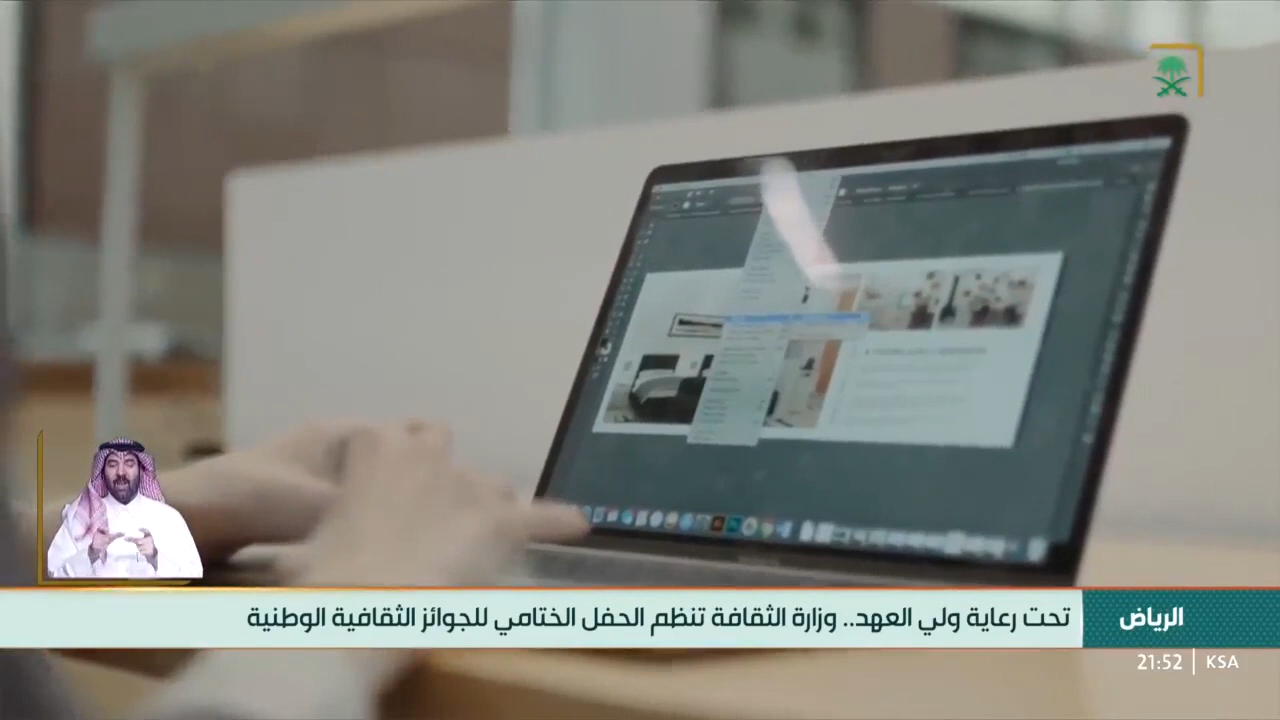 الرياض
تحت رعاية ولي العهد.. وزارة الثقافة تنظم الحفل الختامي للجوائز الثقافية الوطنية
21:52 | KSA